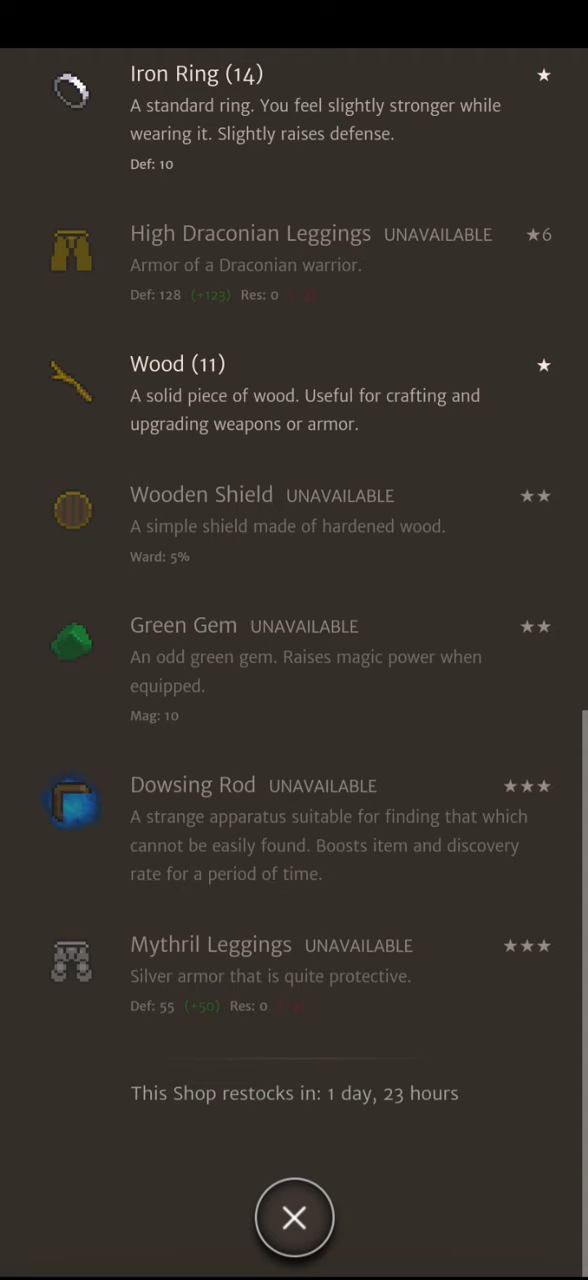 Iron Ring (14) ★
A standard ring. You feel slightly stronger while
wearing it. Slightly raises defense.
Def: 10
High Draconian Leggings UNAVAILABLE ★6
Armor of a Draconian warrior.
Def: 128 (+123) Res: 0
Wood (11) ★
A solid piece of wood. Useful for crafting and
upgrading weapons or armor.
Wooden Shield UNAVAILABLE ★★
A simple shield made of hardened wood.
Ward: 5%
Green Gem UNAVAILABLE ★★
An odd green gem. Raises magic power when
equipped.
Mag: 10
Dowsing Rod UNAVAILABLE ★★★
A strange apparatus suitable for finding that which
cannot be easily found. Boosts item and discovery
rate for a period of time.
Mythril Leggings UNAVAILABLE ★★★
Silver armor that is quite protective.
Def: 55 (+50) Res: 0
This Shop restocks in: 1 day, 23 hours